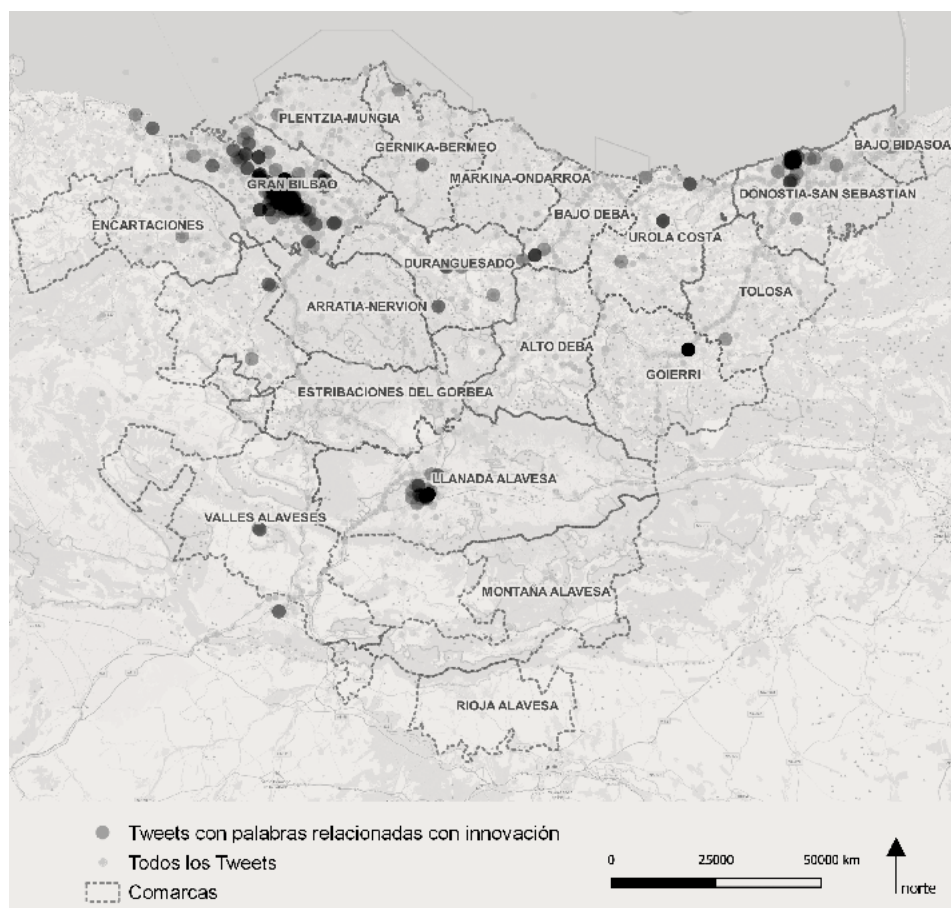 PLENTZIA-MUNGIA
GERNIKA-BERMEO
BAJO BIDASOA
MARKINA-ONDARROA
GRAN BILBAO
DONOSTIA-SAN SEBASTIAN
BAJO DEBA
ENCARTACIONES
UROLA COSTA
DURANGUESADO
TOLOSA
ARRATIA-NERVION
ALTO DEBA
GOIERRI
ESTRIBACIONES DEL GORBEA
LLANADA ALAVESA
VALLES ALAVESES
MONTAÑA ALAVESA
RIOJA ALAVESA
Tweets con palabras relacionadas con innovación
Todos los Tweets
Comarcas
0 25000 50000 km
norte